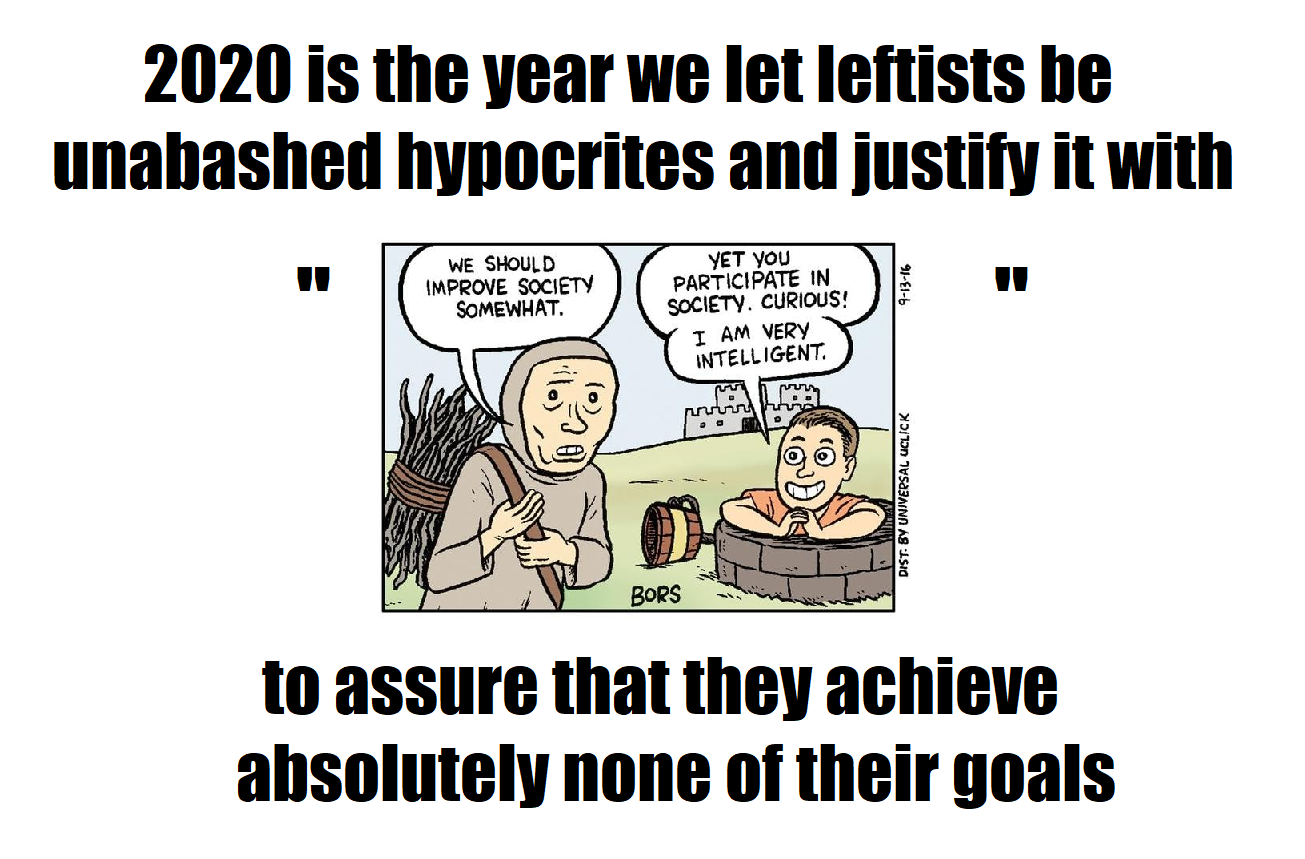 2020 is the year we let leftists be
unabashed hypocrites and justify it with
"
"
WE SHOULD
IMPROVE SOCIETY
SOMEWHAT.
YET YOU
PARTICIPATE IN
SOCIETY. CURIOUS!
I AM VERY
INTELLIGENT.
9-13-16
DIST. BY UNIVERSAL UCLICK
BORS
to assure that they achieve
absolutely none of their goals